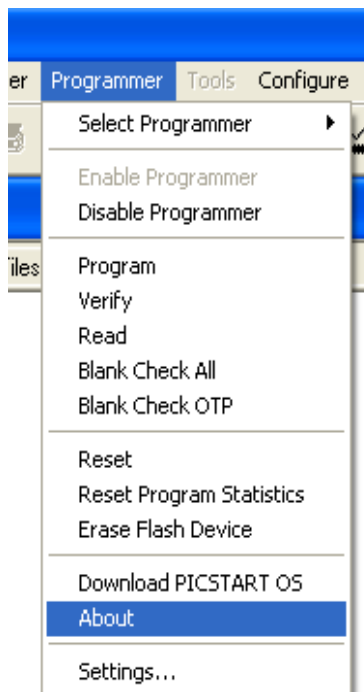 er Programmer Tools Configure
Select Programmer
Enable Programmer
Disable Programmer
iles
Program
Verify
Read
Blank Check All
Blank Check OTP
Reset
Reset Program Statistics
Erase Flash Device
Download PICSTART OS
About
Settings...